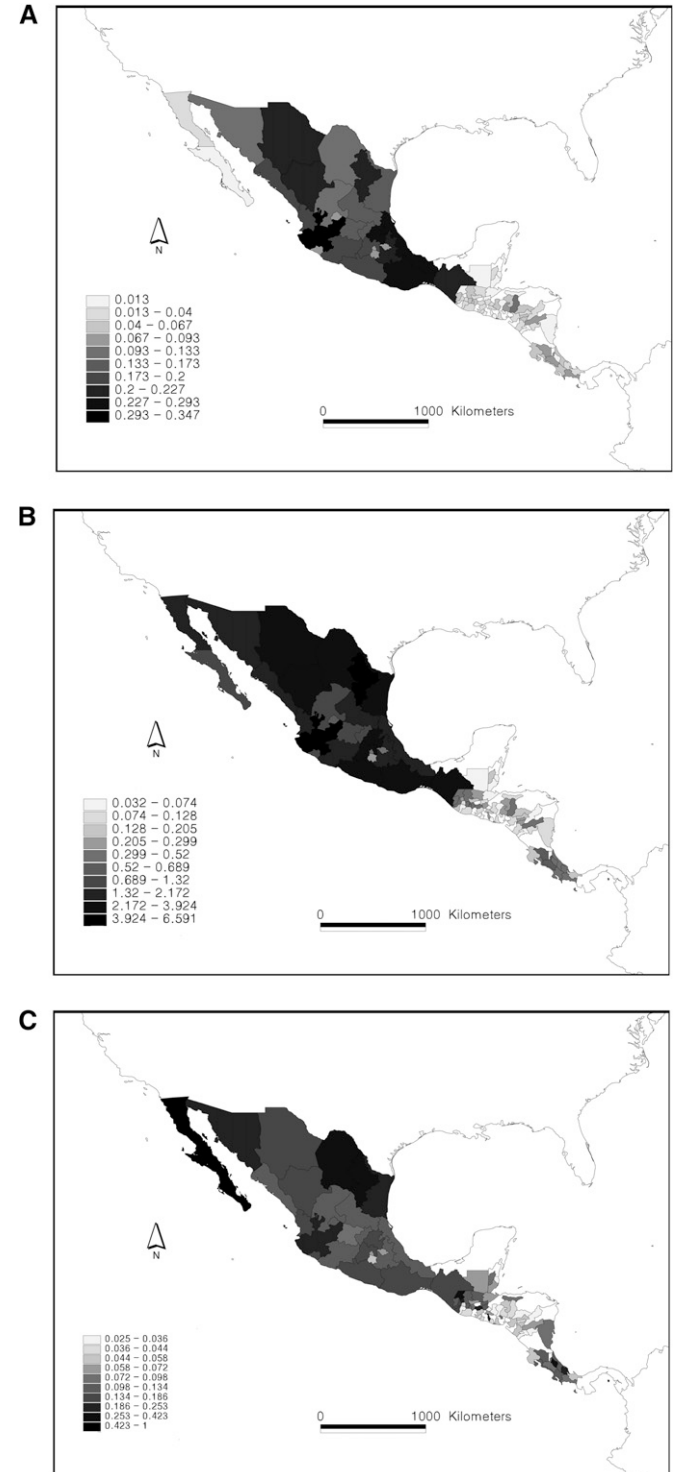 A
N
0.013
0.013 – 0.04
0.04 – 0.067
0.067 – 0.093
0.093 – 0.133
0.133 – 0.173
0.173 – 0.2
0.2 – 0.227
0.227 – 0.293
0.293 – 0.347
0 1000 Kilometers
B
N
0.032 – 0.074
0.074 – 0.128
0.128 – 0.205
0.205 – 0.299
0.299 – 0.52
0.52 – 0.689
0.689 – 1.32
1.32 – 2.172
2.172 – 3.924
3.924 – 6.591
0 1000 Kilometers
C
N
0.025 – 0.036
0.036 – 0.044
0.044 – 0.058
0.058 – 0.072
0.072 – 0.098
0.098 – 0.134
0.134 – 0.186
0.186 – 0.253
0.253 – 0.423
0.423 – 1
0 1000 Kilometers